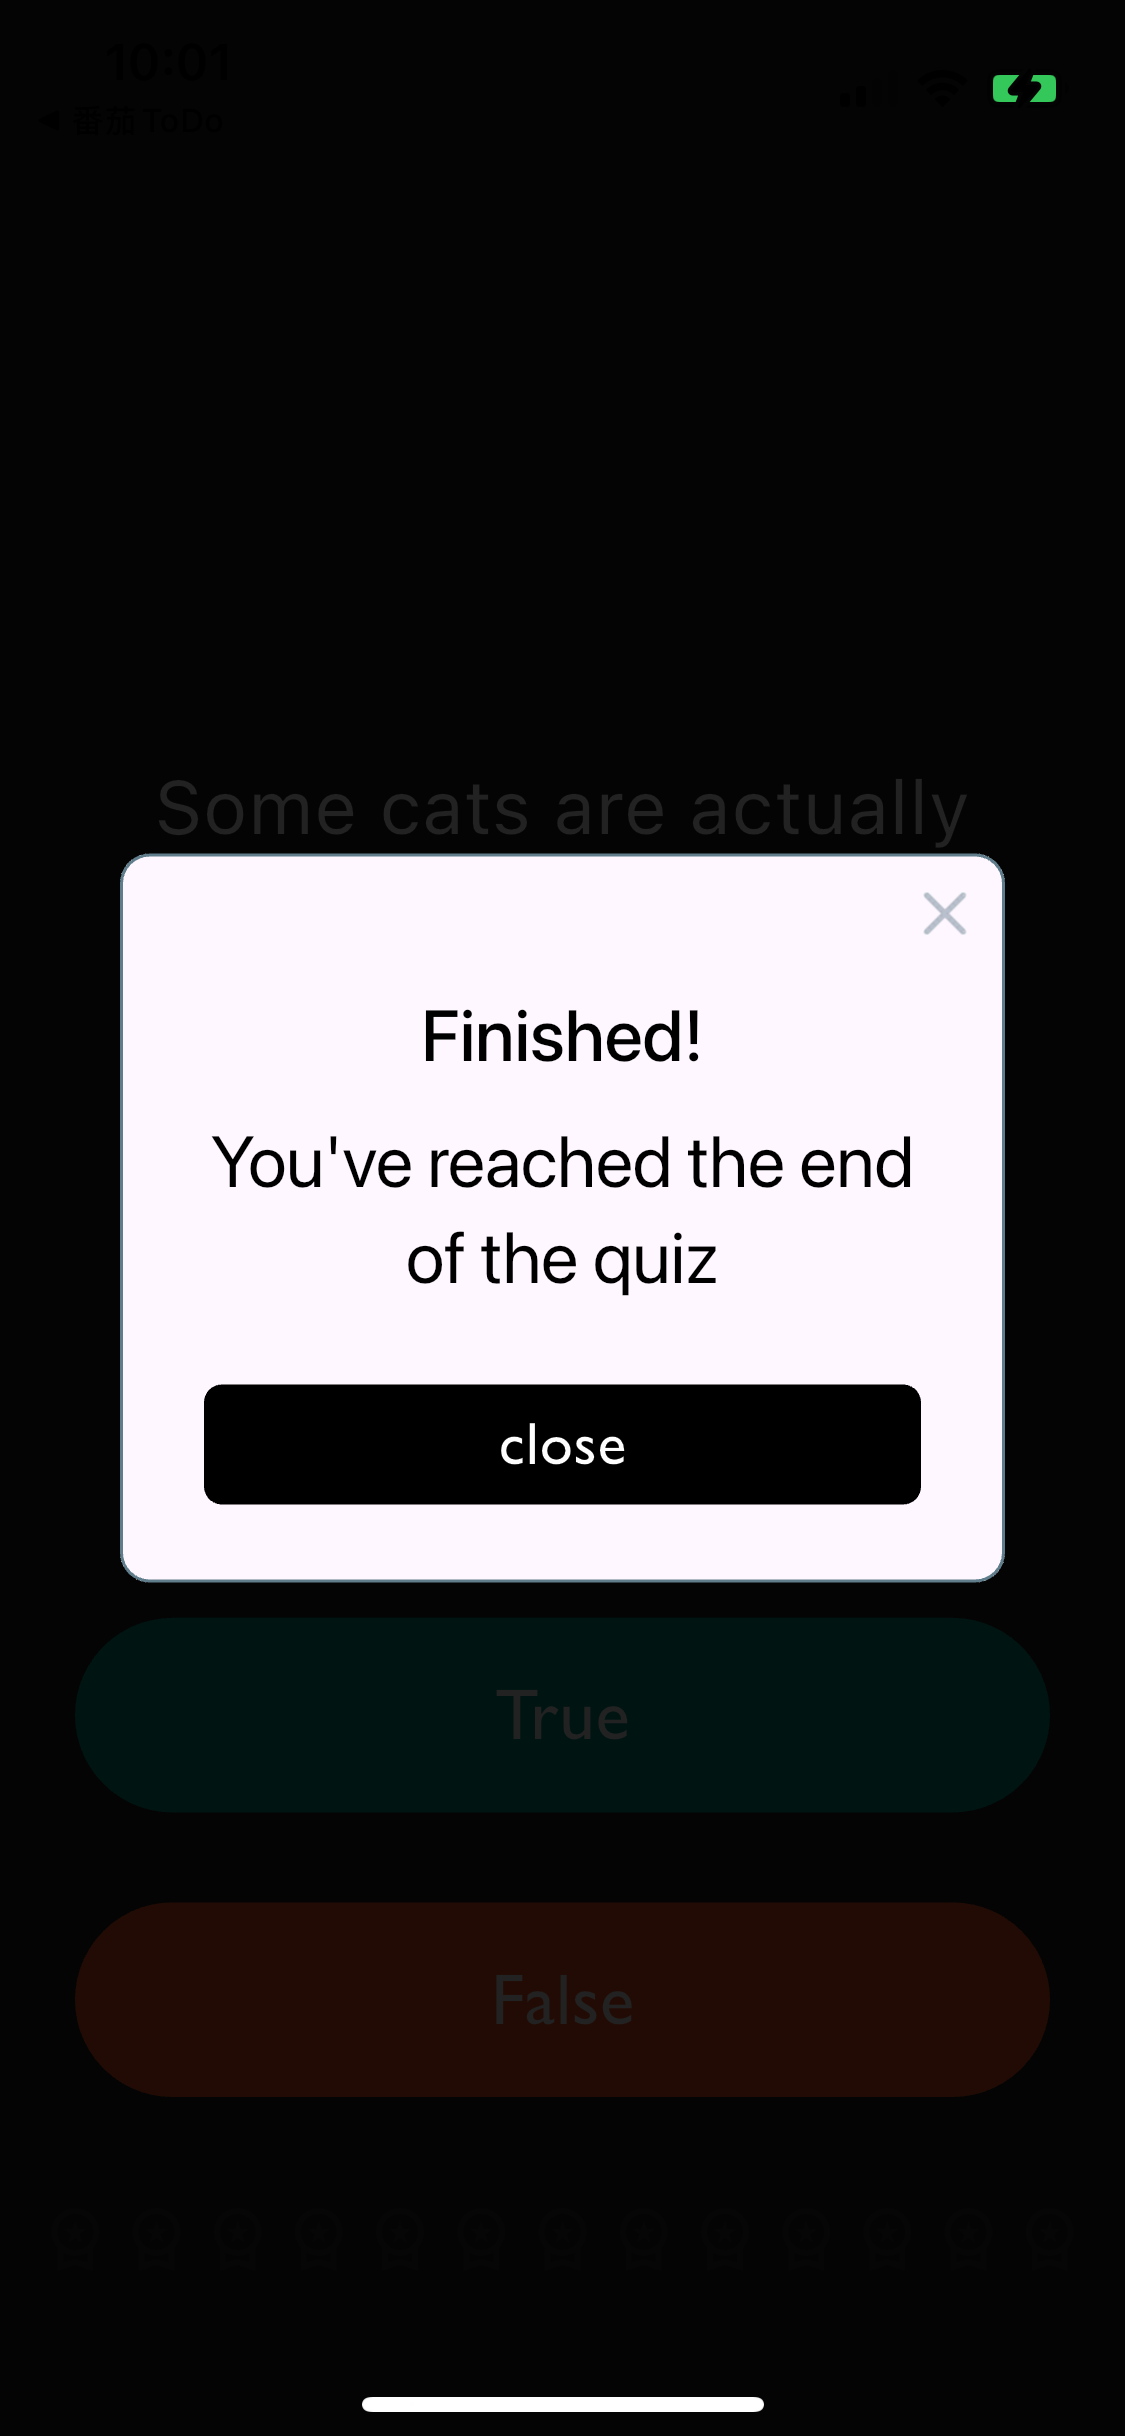 10:01
◀ 番茄 ToDo
Some cats are actually
Finished!
You've reached the end
of the quiz
close
True
False